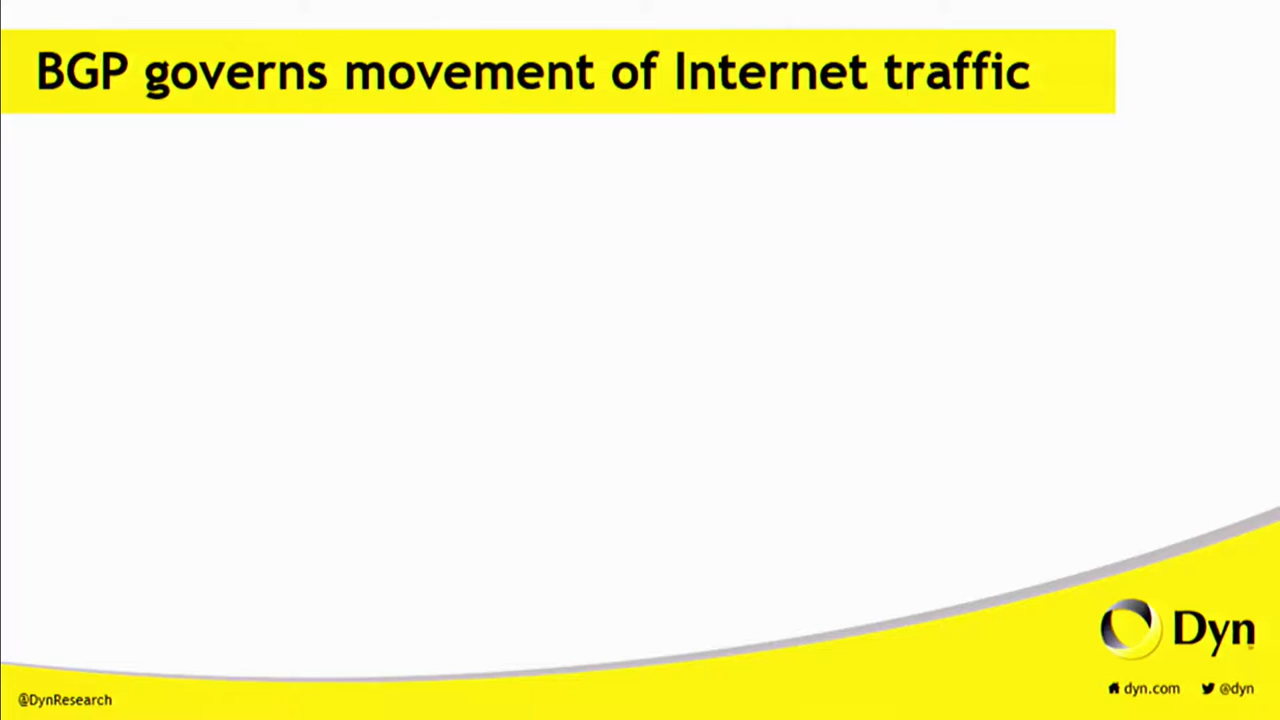 BGP governs movement of Internet traffic
Dyn
dyn.com @dyn
@DynResearch